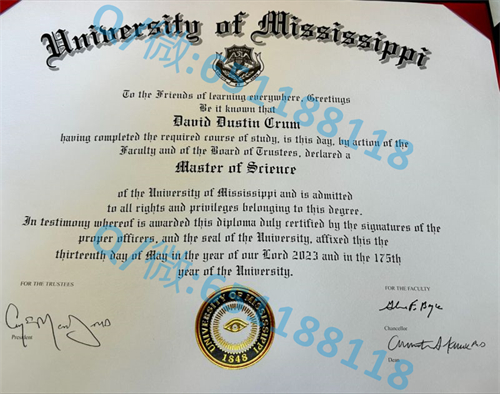 University of Mississippi
To the Friends of learning everywhere, Greetings
Be it known that
David Dustin Crum
having completed the required course of study, is this day, by action of the
Faculty and of the Board of Trustees, declared a
Master of Science
of the University of Mississippi and is admitted
to all rights and privileges belonging to this degree.
In testimony whereof is awarded this diploma duly certified by the signatures of the
proper officers, and the seal of the University, affixed this the
thirteenth day of May in the year of our Lord 2023 and in the 175th
year of the University.
FOR THE TRUSTEES
FOR THE FACULTY
President
Chancellor
Dean
UNIVERSITY OF MISSISSIPPI
1848
Q/微:691188118
Q/微:691188118